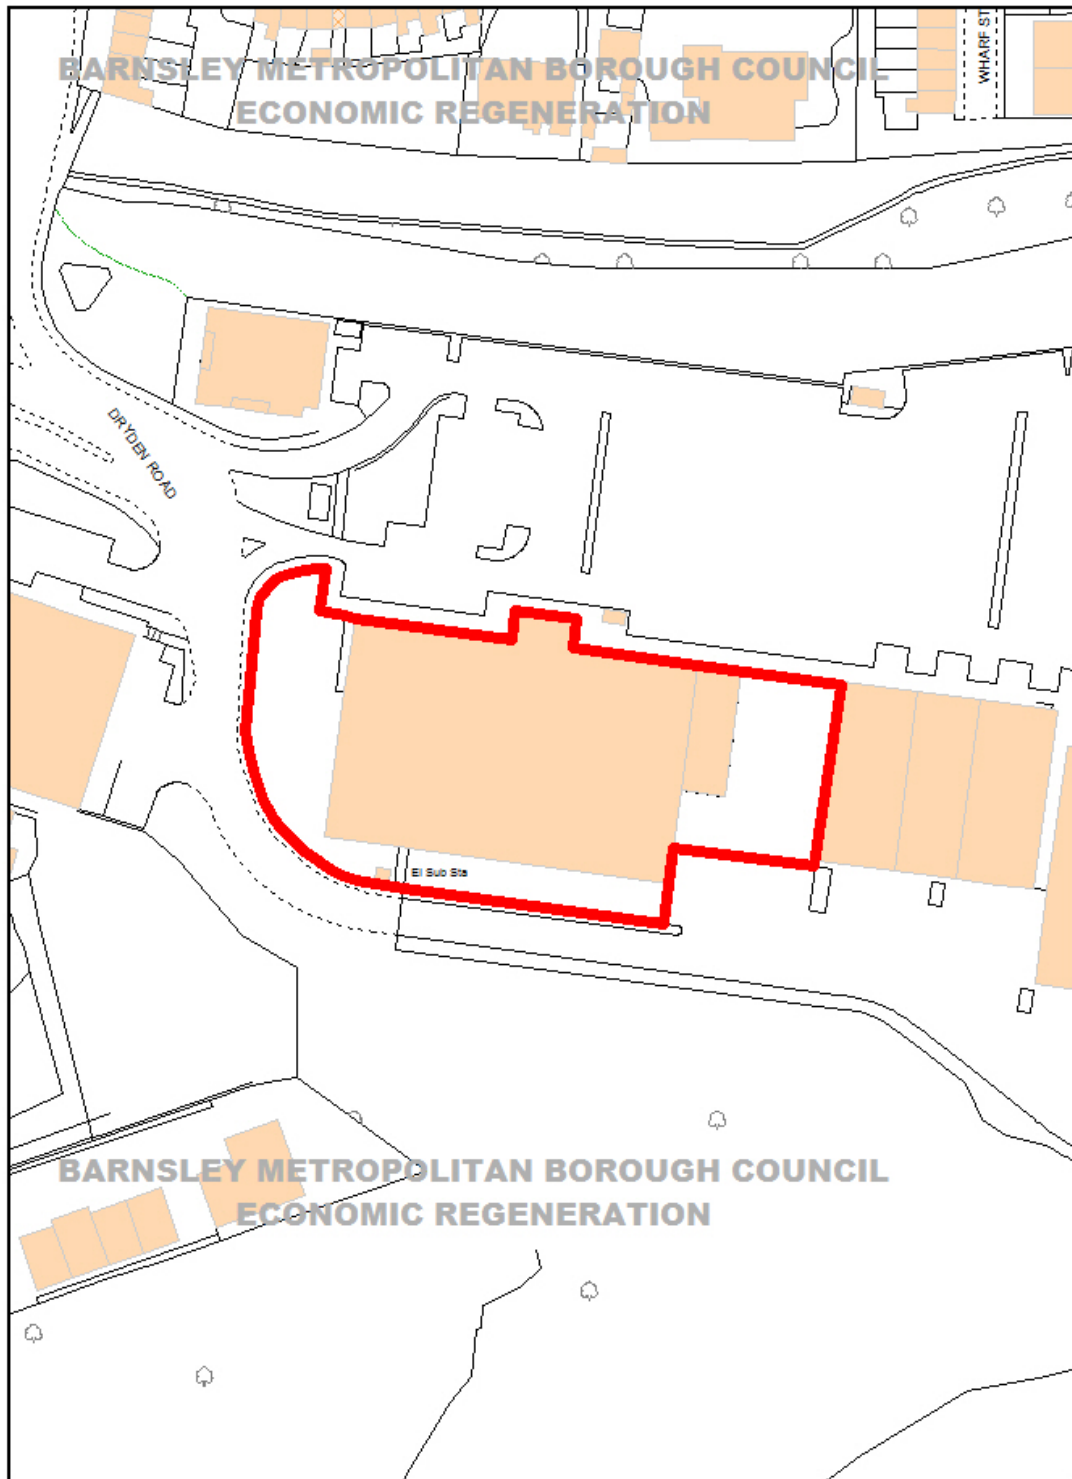 BARNSLEY METROPOLITAN BOROUGH COUNCIL
ECONOMIC REGENERATION
WHARF ST
DRYDEN ROAD
El Sub Sta
BARNSLEY METROPOLITAN BOROUGH COUNCIL
ECONOMIC REGENERATION